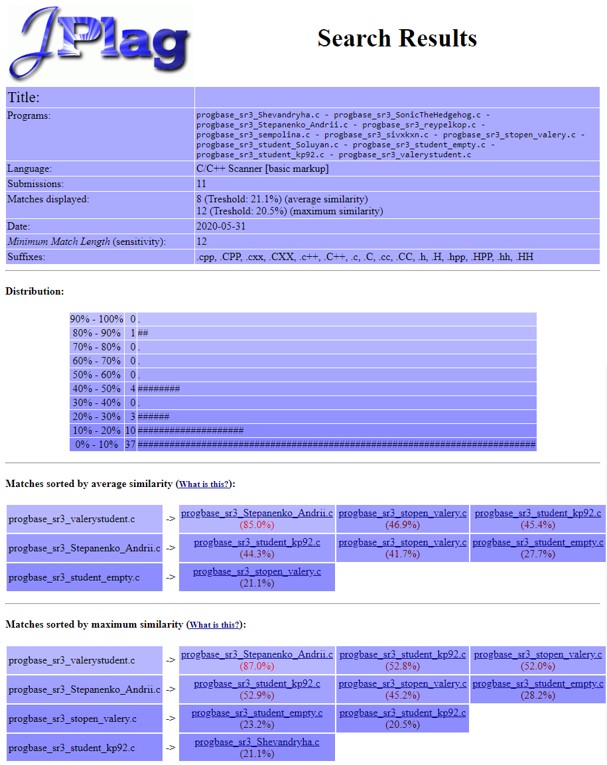 JPlag
Search Results
Title:
Programs: progbase_sr3_Shevandryha.c - progbase_sr3_SonicTheHedgehog.c -
progbase_sr3_Stepanenko_Andrii.c - progbase_sr3_reypelkop.c -
progbase_sr3_sempolina.c - progbase_sr3_sivxkxn.c - progbase_sr3_stopen_valery.c -
progbase_sr3_student_Soluyan.c - progbase_sr3_student_empty.c -
progbase_sr3_student_kp92.c - progbase_sr3_valerystudent.c
Language: C/C++ Scanner [basic markup]
Submissions: 11
Matches displayed: 8 (Treshold: 21.1%) (average similarity)
12 (Treshold: 20.5%) (maximum similarity)
Date: 2020-05-31
Minimum Match Length (sensitivity): 12
Suffixes: .cpp, .CPP, .cxx, .CXX, .c++, .C++, .c, .C, .cc, .CC, .h, .H, .hpp, .HPP, .hh, .HH
Distribution:
90% - 100% 0 .
80% - 90% 1 ##
70% - 80% 0 .
60% - 70% 0 .
50% - 60% 0 .
40% - 50% 4 ########
30% - 40% 0 .
20% - 30% 3 ######
10% - 20% 10 ####################
0% - 10% 37 ###########################################################################
Matches sorted by average similarity (What is this?):
progbase_sr3_valerystudent.c -> progbase_sr3_Stepanenko_Andrii.c progbase_sr3_stopen_valery.c progbase_sr3_student_kp92.c
(85.0%) (46.9%) (45.4%)
progbase_sr3_Stepanenko_Andrii.c -> progbase_sr3_student_kp92.c progbase_sr3_stopen_valery.c progbase_sr3_student_empty.c
(44.3%) (41.7%) (27.7%)
progbase_sr3_student_empty.c -> progbase_sr3_stopen_valery.c
(21.1%)
Matches sorted by maximum similarity (What is this?):
progbase_sr3_valerystudent.c -> progbase_sr3_Stepanenko_Andrii.c progbase_sr3_student_kp92.c progbase_sr3_stopen_valery.c
(87.0%) (52.8%) (52.0%)
progbase_sr3_Stepanenko_Andrii.c -> progbase_sr3_student_kp92.c progbase_sr3_stopen_valery.c progbase_sr3_student_empty.c
(52.9%) (45.2%) (28.2%)
progbase_sr3_stopen_valery.c -> progbase_sr3_student_empty.c progbase_sr3_student_kp92.c
(23.2%) (20.5%)
progbase_sr3_student_kp92.c -> progbase_sr3_Shevandryha.c
(21.1%)